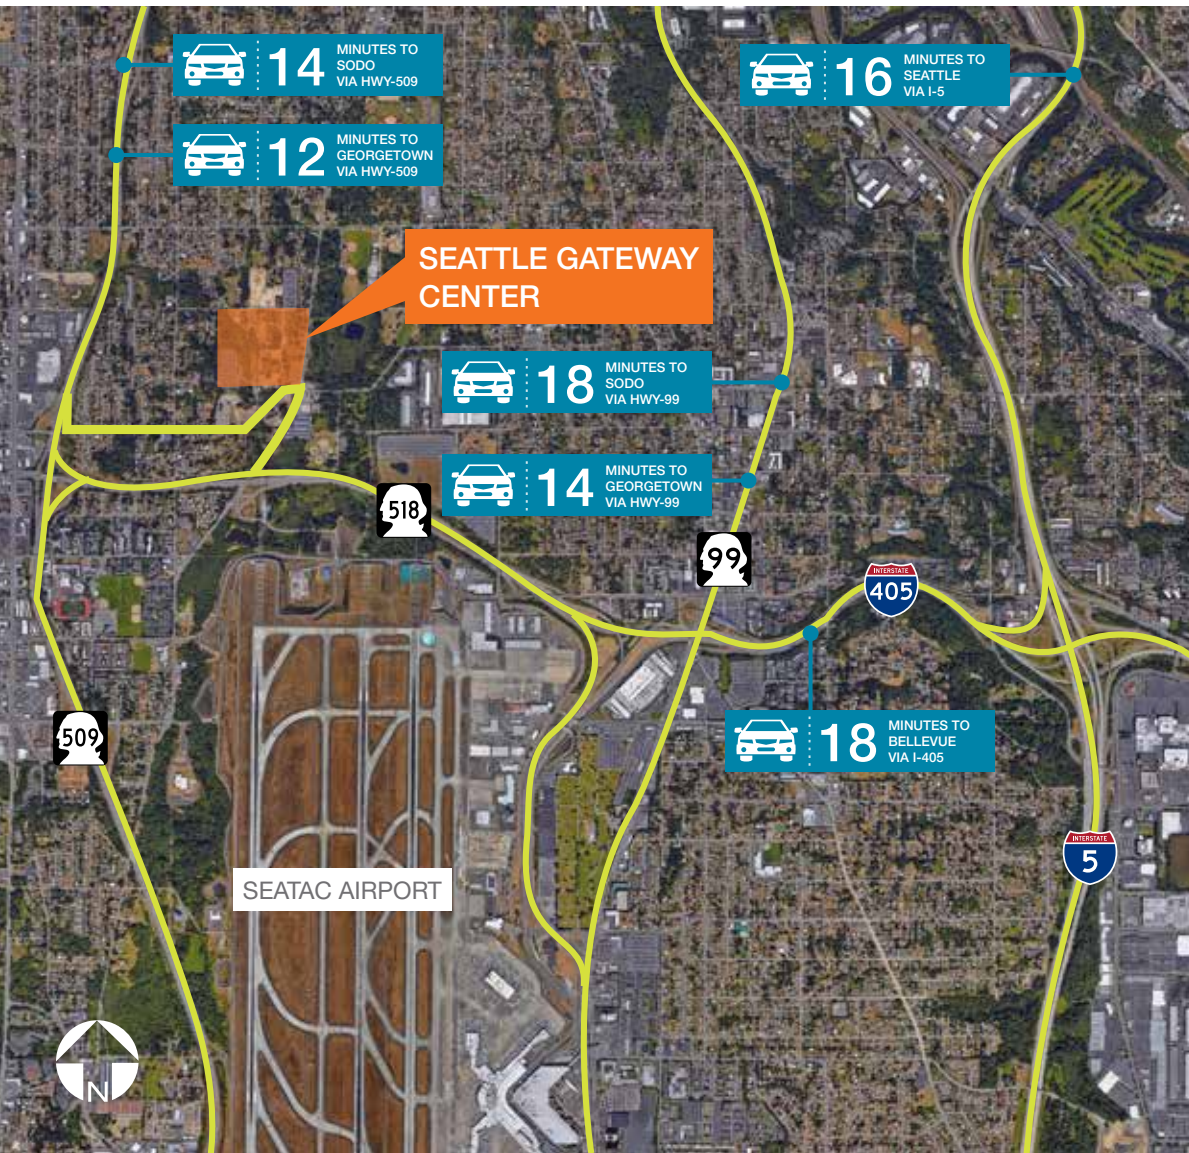 14
MINUTES TO
SODO
VIA HWY-509
16
MINUTES TO
SEATTLE
VIA I-5
12
MINUTES TO
GEORGETOWN
VIA HWY-509
SEATTLE GATEWAY
CENTER
18
MINUTES TO
SODO
VIA HWY-99
14
MINUTES TO
GEORGETOWN
VIA HWY-99
518
99
INTERSTATE
405
18
MINUTES TO
BELLEVUE
VIA I-405
509
INTERSTATE
5
SEATAC AIRPORT
N